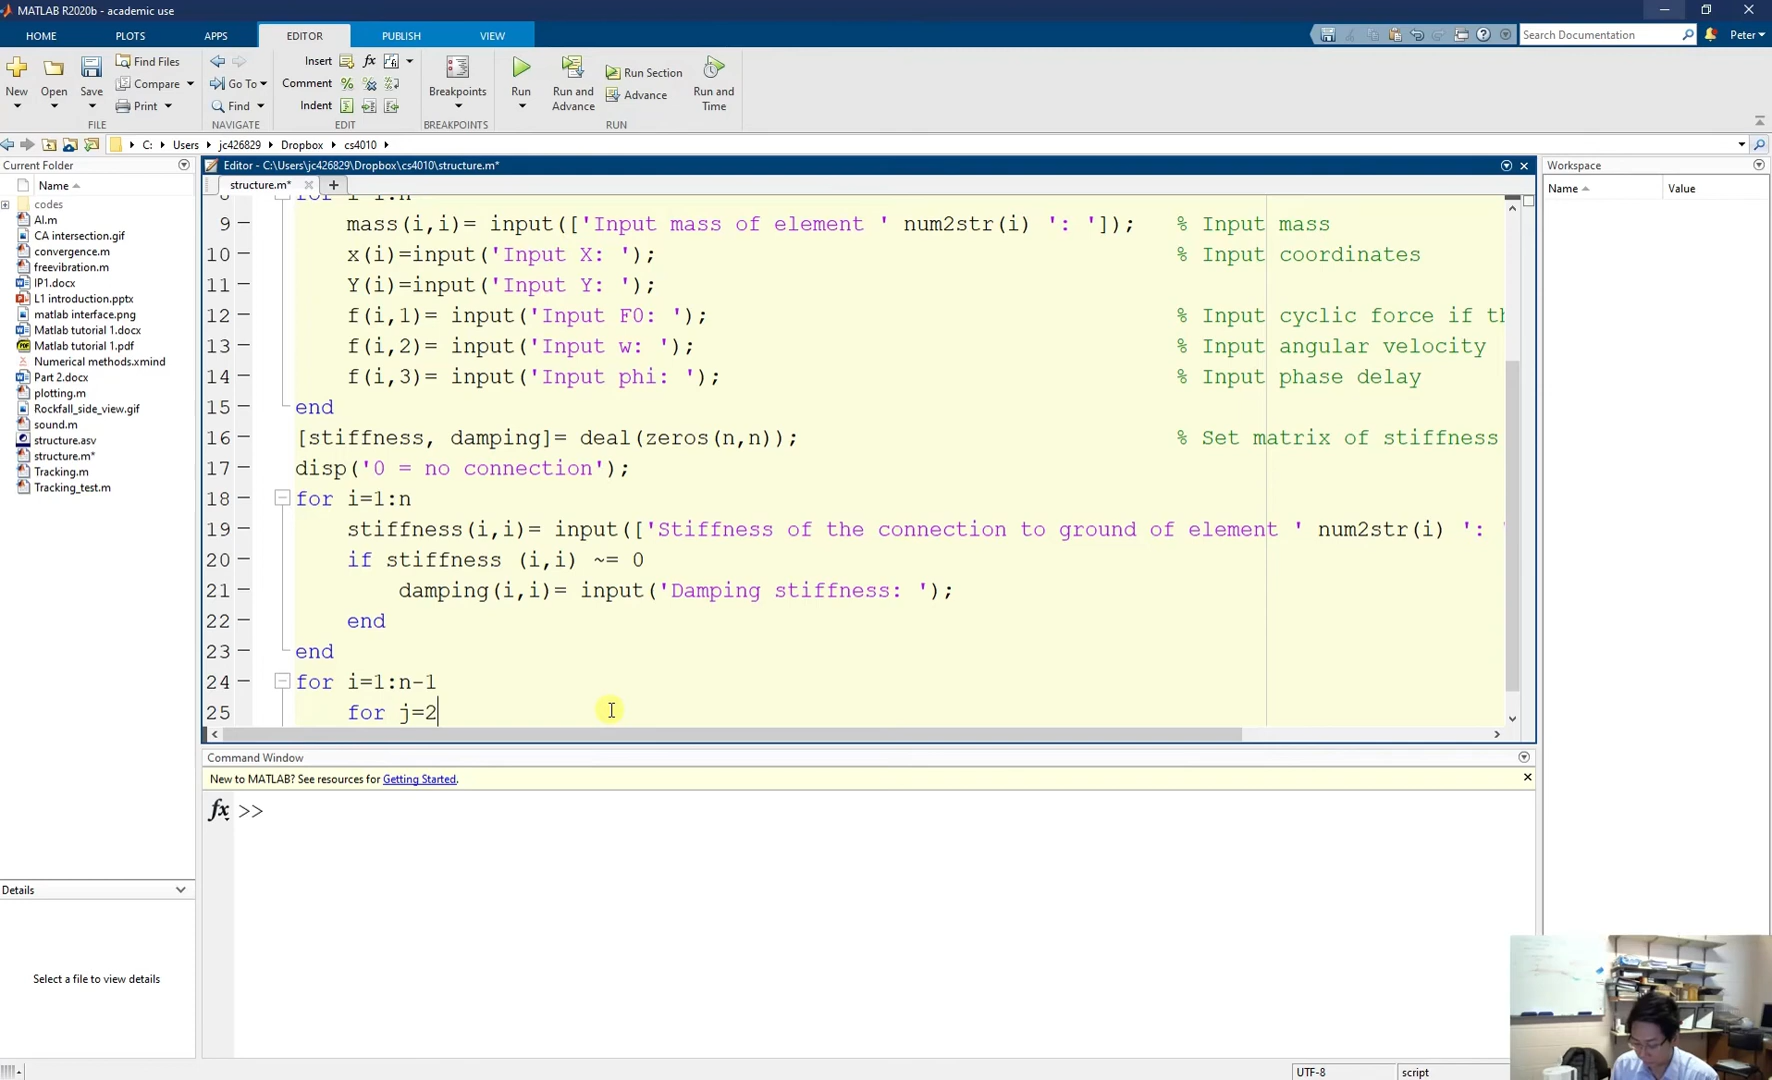 MATLAB R2020b - academic use
HOME PLOTS APPS EDITOR PUBLISH VIEW
Search Documentation
Peter
New
Open
Save
Find Files
Compare
Print
FILE
Go To
Find
NAVIGATE
Insert fx
Comment
Indent
EDIT
Breakpoints
BREAKPOINTS
Run
Run and Advance
Run Section
Advance
Run and Time
RUN
C: Users jc426829 Dropbox cs4010
Current Folder
Name
codes
AI.m
CA intersection.gif
convergence.m
freevibration.m
IP1.docx
L1 introduction.pptx
matlab interface.png
Matlab tutorial 1.docx
Matlab tutorial 1.pdf
Numerical methods.xmind
Part 2.docx
plotting.m
Rockfall_side_view.gif
sound.m
structure.asv
structure.m*
Tracking.m
Tracking_test.m
Details
Select a file to view details
Editor - C:\Users\jc426829\Dropbox\cs4010\structure.m*
structure.m*
9 mass(i,i)= input(['Input mass of element ' num2str(i) ': ']); % Input mass
10 x(i)=input('Input X: '); % Input coordinates
11 Y(i)=input('Input Y: ');
12 f(i,1)= input('Input F0: '); % Input cyclic force if th
13 f(i,2)= input('Input w: '); % Input angular velocity
14 f(i,3)= input('Input phi: '); % Input phase delay
15 end
16 [stiffness, damping]= deal(zeros(n,n)); % Set matrix of stiffness
17 disp('0 = no connection');
18 for i=1:n
19 stiffness(i,i)= input(['Stiffness of the connection to ground of element ' num2str(i) ': '
20 if stiffness (i,i) ~= 0
21 damping(i,i)= input('Damping stiffness: ');
22 end
23 end
24 for i=1:n-1
25 for j=2
Command Window
New to MATLAB? See resources for Getting Started.
fx >>
Workspace
Name Value
UTF-8 script